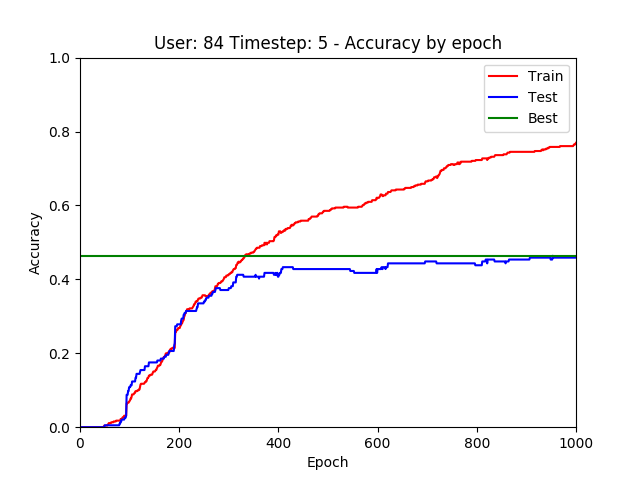 User: 84 Timestep: 5 - Accuracy by epoch
1.0
0.8
0.6
0.4
0.2
0.0
Accuracy
0 200 400 600 800 1000
Epoch
Train
Test
Best